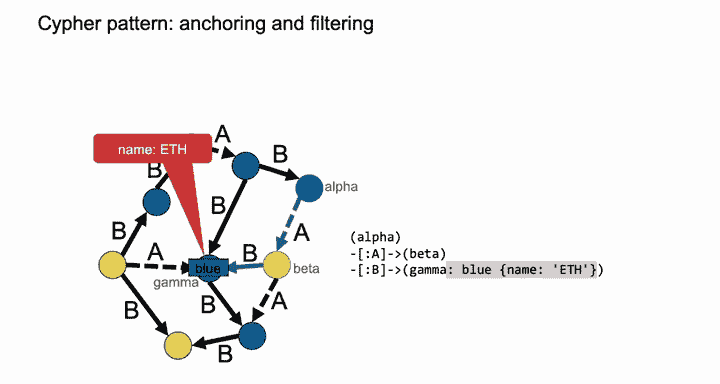 Cypher pattern: anchoring and filtering
A
name: ETH
B
B
alpha
B
B
A
(alpha)
A
B
-[:A]->(beta)
blue
beta
-[:B]->(gamma: blue {name: 'ETH'})
gamma
B
B
A
B